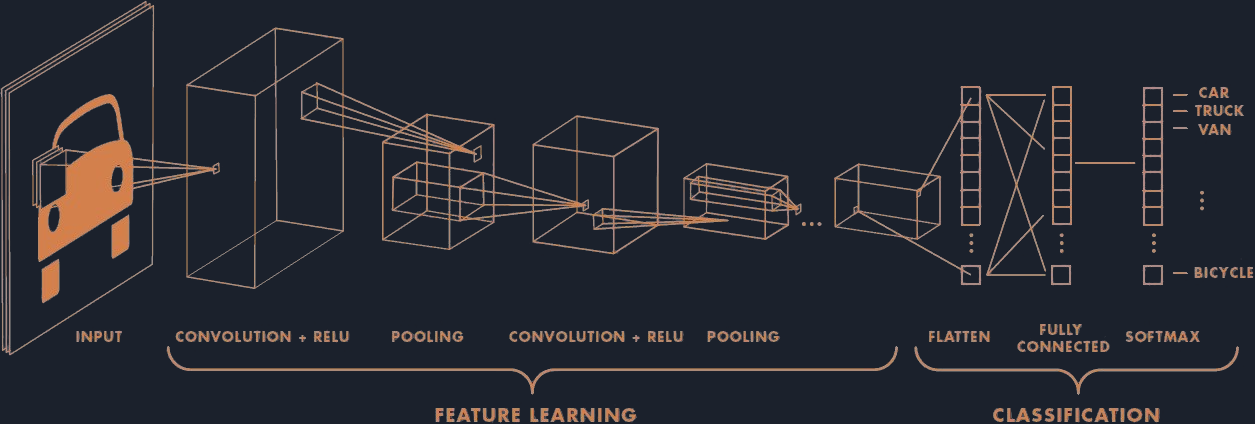 CAR
TRUCK
VAN
BICYCLE
INPUT
CONVOLUTION + RELU
POOLING
CONVOLUTION + RELU
POOLING
FLATTEN
FULLY
CONNECTED
SOFTMAX
FEATURE LEARNING
CLASSIFICATION